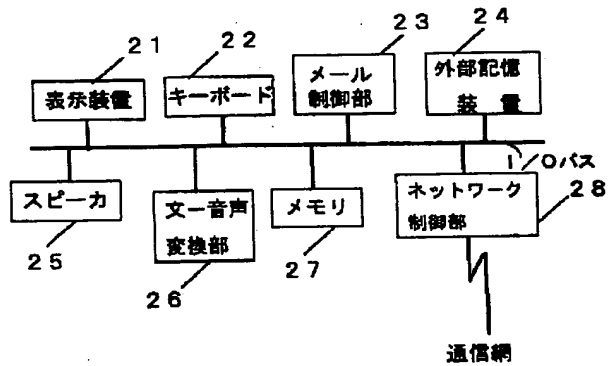 21
22
23
24
表示装置
キーボード
メール
制御部
外部記憶
装置
I/Oバス
スピーカ
文一音声
変換部
メモリ
ネットワーク
制御部
25
26
27
28
通信網